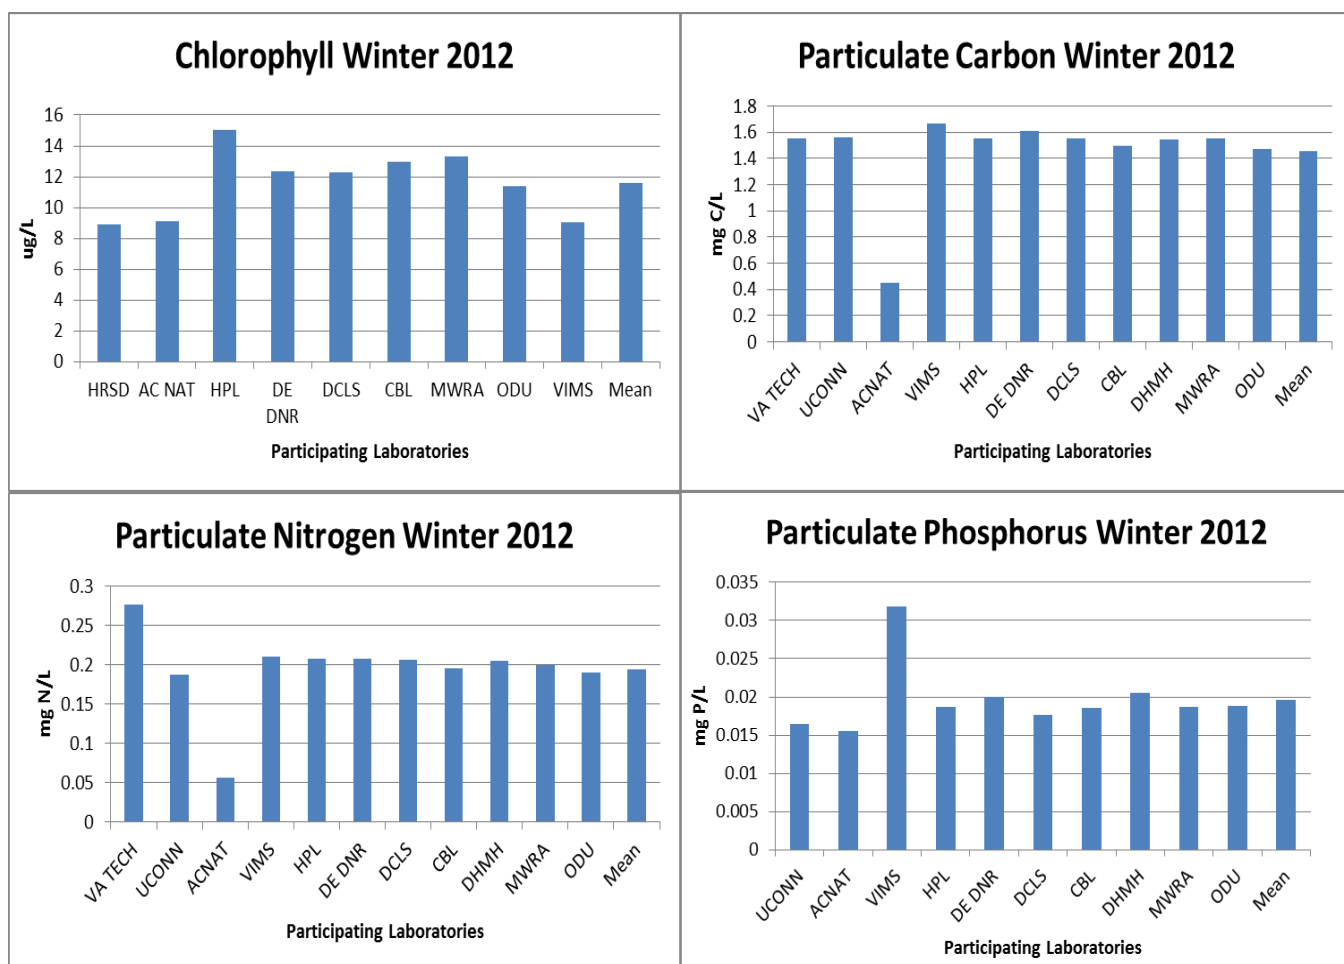 Chlorophyll Winter 2012
ug/L
16
14
12
10
8
6
4
2
0
HRSD AC NAT HPL DE DNR DCLS CBL MWRA ODU VIMS Mean
Participating Laboratories
Particulate Carbon Winter 2012
mg C/L
1.8
1.6
1.4
1.2
1
0.8
0.6
0.4
0.2
0
VA TECH UCONN ACNAT VIMS HPL DE DNR DCLS CBL DHMH MWRA ODU Mean
Participating Laboratories
Particulate Nitrogen Winter 2012
mg N/L
0.3
0.25
0.2
0.15
0.1
0.05
0
VA TECH UCONN ACNAT VIMS HPL DE DNR DCLS CBL DHMH MWRA ODU Mean
Participating Laboratories
Particulate Phosphorus Winter 2012
mg P/L
0.035
0.03
0.025
0.02
0.015
0.01
0.005
0
UCONN ACNAT VIMS HPL DE DNR DCLS CBL DHMH MWRA ODU Mean
Participating Laboratories